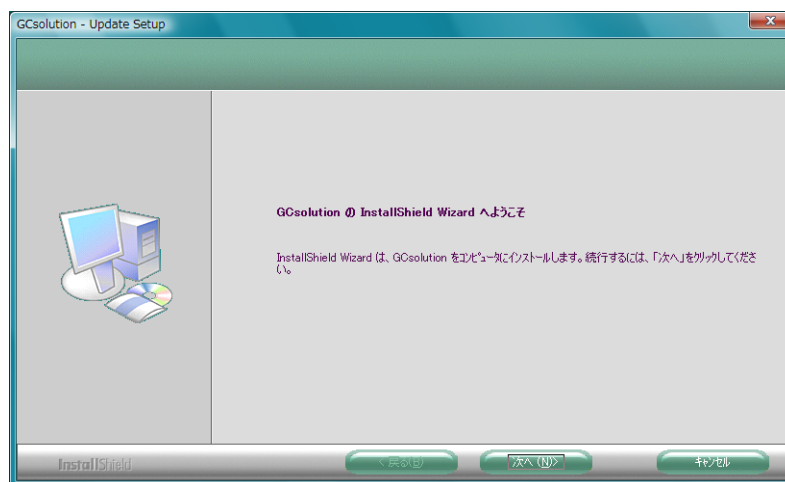 GCsolution - Update Setup
GCsolution の InstallShield Wizard へようこそ
InstallShield Wizard は、GCsolution をｺﾝﾋﾟｭｰﾀにｲﾝｽﾄｰﾙします。続行するには、「次へ」をｸﾘｯｸしてくださ
い。
InstallShield
< 戻る(B)
次へ (N)>
ｷｬﾝｾﾙ